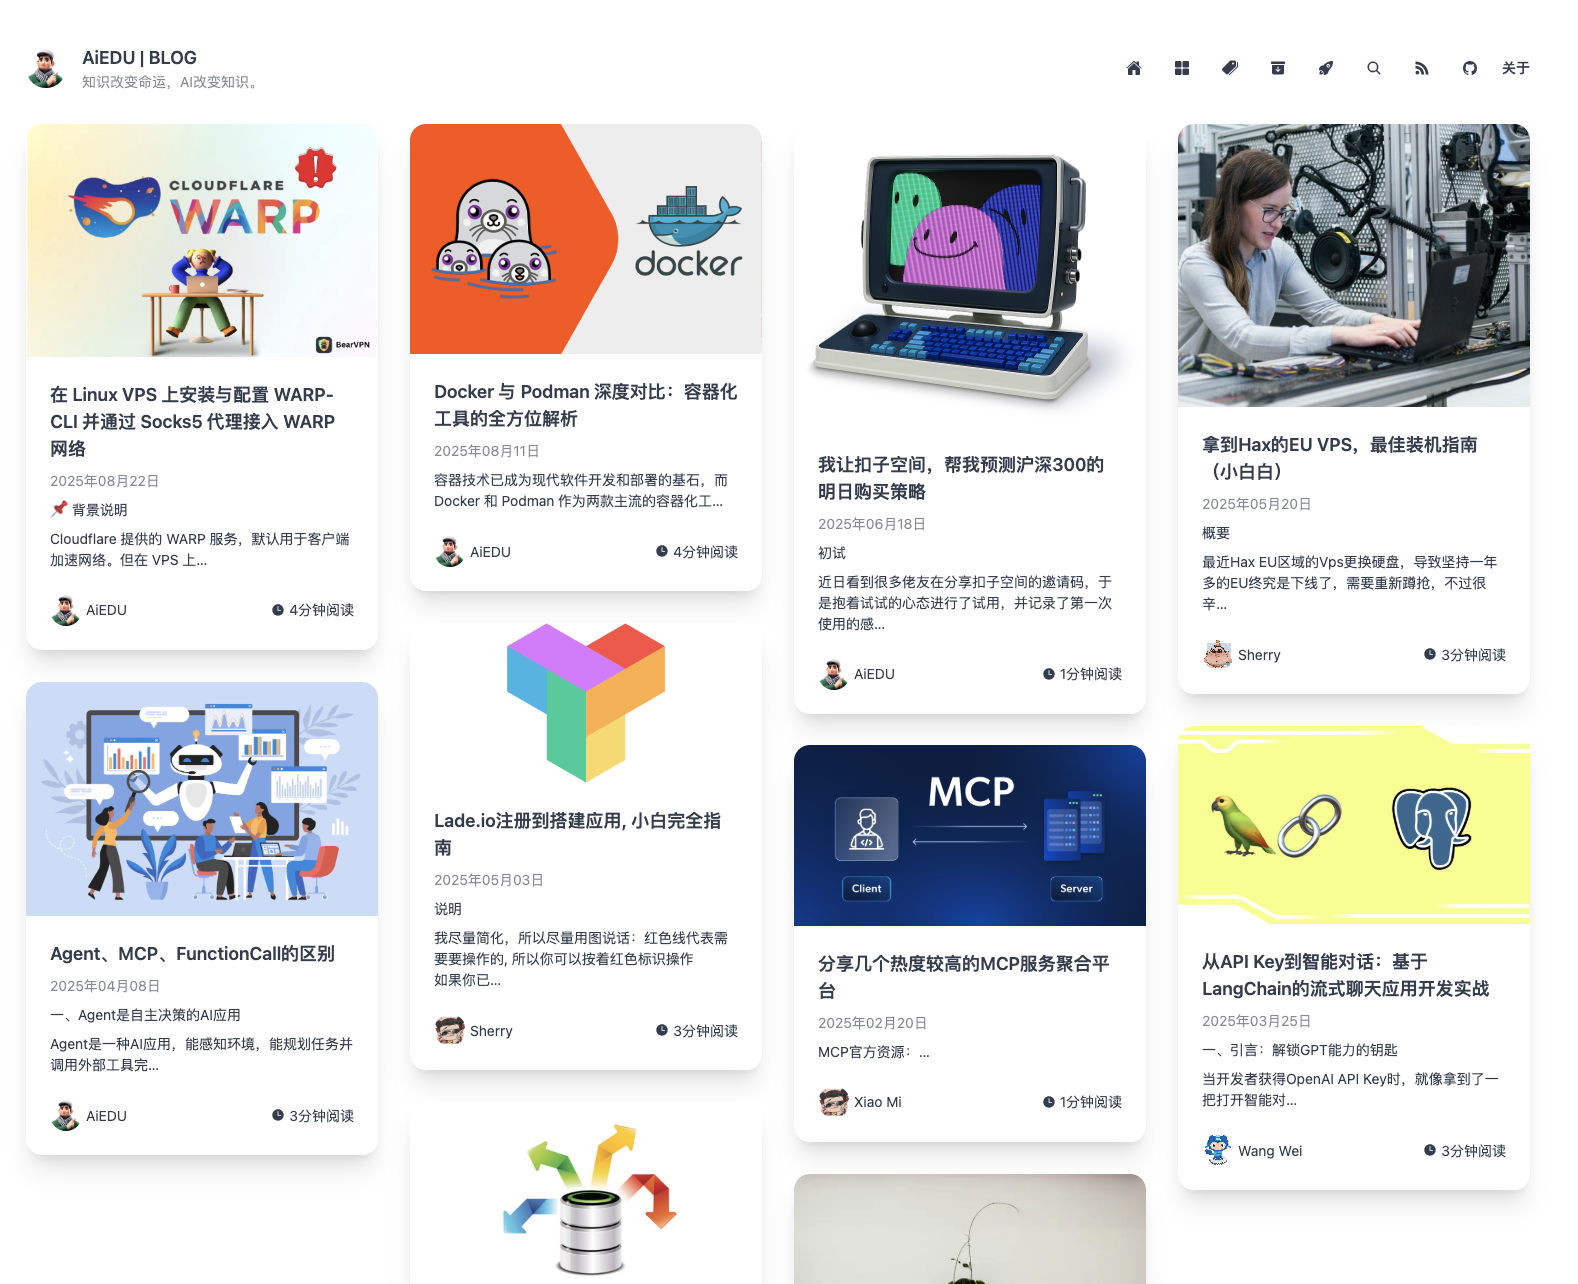 AiEDU | BLOG
知识改变命运，AI改变知识。
关于
CLOUDFLARE
WARP
BearVPN
在 Linux VPS 上安装与配置 WARP-
CLI 并通过 Socks5 代理接入 WARP
网络
2025年08月22日
📌 背景说明
Cloudflare 提供的 WARP 服务，默认用于客户端
加速网络。但在 VPS 上...
AiEDU
4分钟阅读
Agent、MCP、FunctionCall的区别
2025年04月08日
一、Agent是自主决策的AI应用
Agent是一种AI应用，能感知环境，能规划任务并
调用外部工具完...
AiEDU
3分钟阅读
docker
Docker 与 Podman 深度对比：容器化
工具的全方位解析
2025年08月11日
容器技术已成为现代软件开发和部署的基石，而
Docker 和 Podman 作为两款主流的容器化工...
AiEDU
4分钟阅读
Lade.io注册到搭建应用, 小白完全指
南
2025年05月03日
说明
我尽量简化，所以尽量用图说话：红色线代表需
要要操作的, 所以你可以按着红色标识操作
如果你已...
Sherry
3分钟阅读
我让扣子空间，帮我预测沪深300的
明日购买策略
2025年06月18日
初试
近日看到很多佬友在分享扣子空间的邀请码，于
是抱着试试的心态进行了试用，并记录了第一次
使用的感...
AiEDU
1分钟阅读
MCP
Client
Server
分享几个热度较高的MCP服务聚合平
台
2025年02月20日
MCP官方资源：...
Xiao Mi
1分钟阅读
拿到Hax的EU VPS，最佳装机指南
（小白白）
2025年05月20日
概要
最近Hax EU区域的Vps更换硬盘，导致坚持一年
多的EU终究是下线了，需要重新蹲抢，不过很
辛...
Sherry
3分钟阅读
从API Key到智能对话：基于
LangChain的流式聊天应用开发实战
2025年03月25日
一、引言：解锁GPT能力的钥匙
当开发者获得OpenAI API Key时，就像拿到了一
把打开智能对...
Wang Wei
3分钟阅读